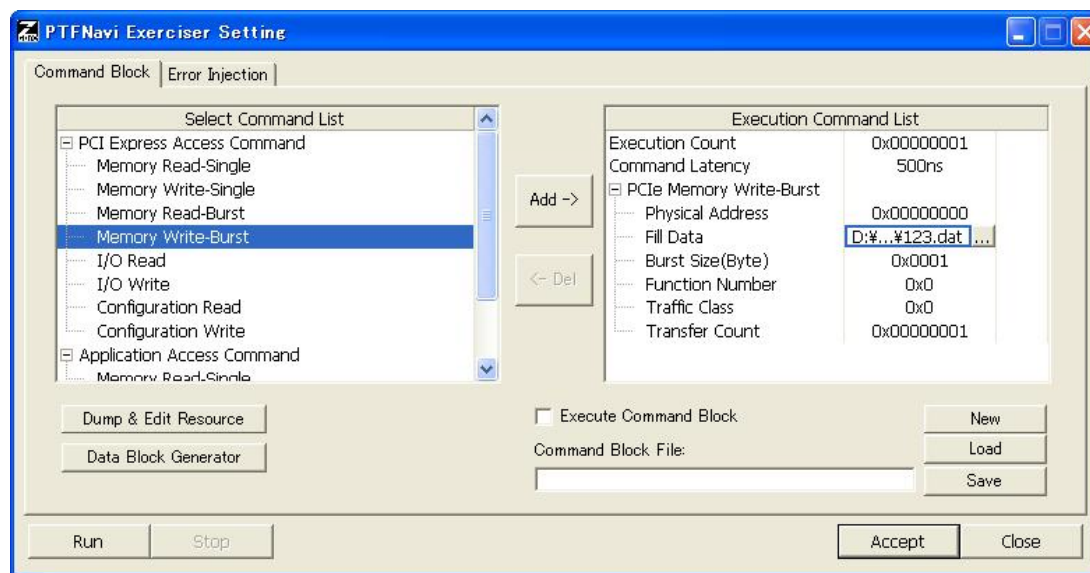 PTFNavi Exerciser Setting
Command Block
Error Injection
Select Command List
PCI Express Access Command
Memory Read-Single
Memory Write-Single
Memory Read-Burst
Memory Write-Burst
I/O Read
I/O Write
Configuration Read
Configuration Write
Application Access Command
Memory Read-Single
Add ->
<- Del
Execution Command List
Execution Count 0x00000001
Command Latency 500ns
PCIe Memory Write-Burst
Physical Address 0x00000000
Fill Data D:¥...¥123.dat ...
Burst Size(Byte) 0x0001
Function Number 0x0
Traffic Class 0x0
Transfer Count 0x00000001
Dump & Edit Resource
Data Block Generator
Execute Command Block
Command Block File:
New
Load
Save
Run
Stop
Accept
Close